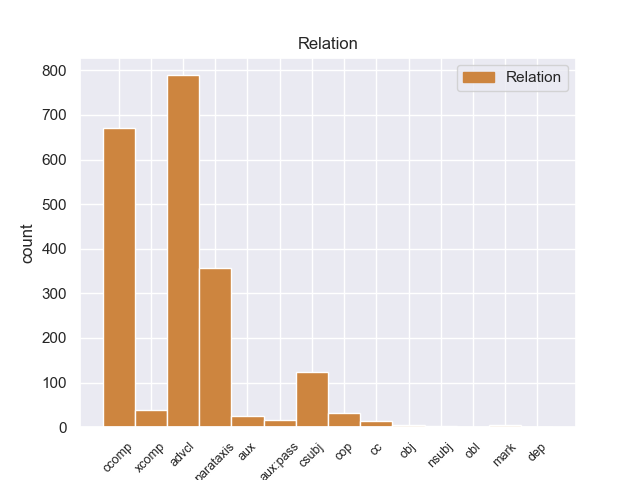 Relation
Relation
800
700
600
500
400
300
200
100
0
count
ccomp
xcomp
advcl
parataxis
aux
aux:pass
csubj
cop
cc
obj
nsubj
obl
mark
dep